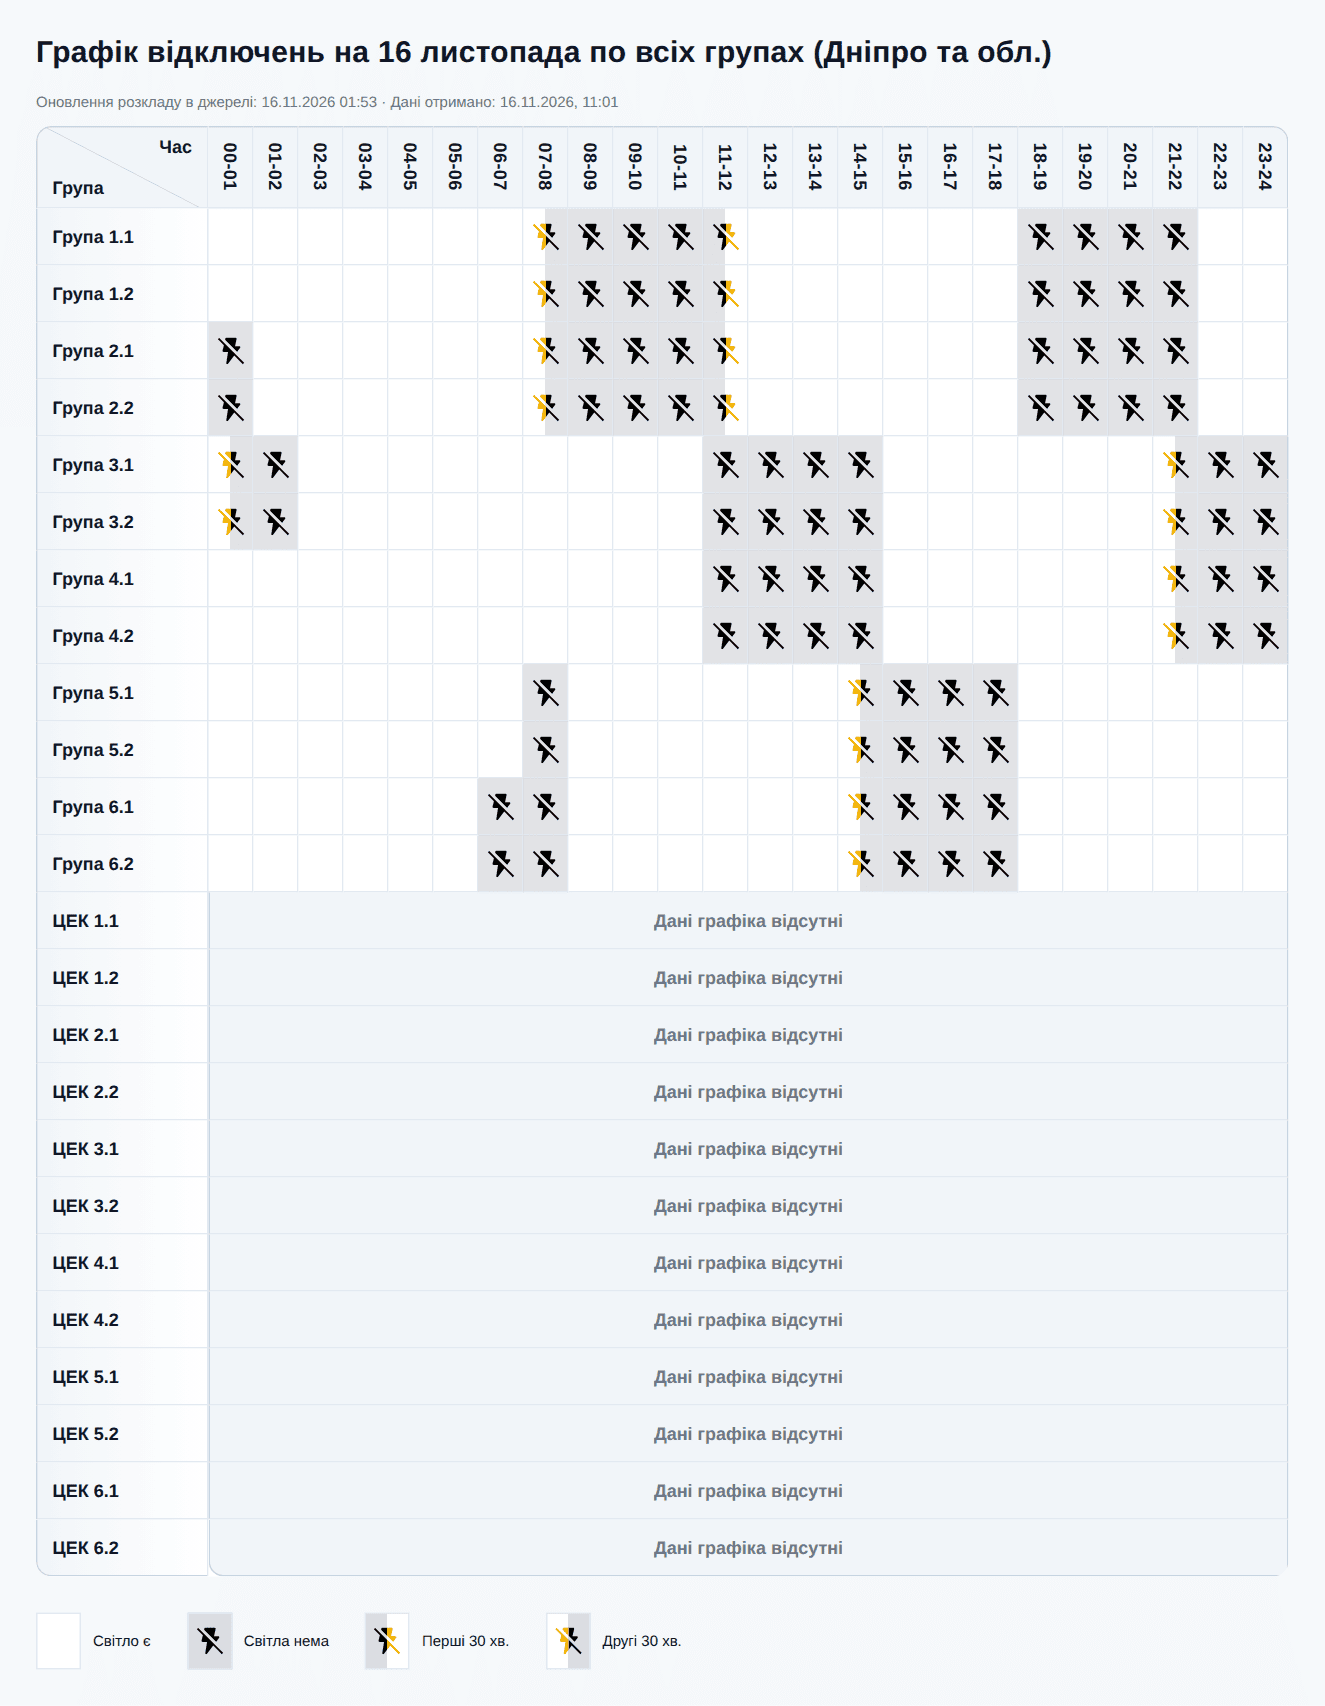 Графік відключень на 16 листопада по всіх групах (Дніпро та обл.)
Оновлення розкладу в джерелі: 16.11.2026 01:53 · Дані отримано: 16.11.2026, 11:01
Час
Група
00-01 01-02 02-03 03-04 04-05 05-06 06-07 07-08 08-09 09-10 10-11 11-12 12-13 13-14 14-15 15-16 16-17 17-18 18-19 19-20 20-21 21-22 22-23 23-24
Група 1.1
Група 1.2
Група 2.1
Група 2.2
Група 3.1
Група 3.2
Група 4.1
Група 4.2
Група 5.1
Група 5.2
Група 6.1
Група 6.2
ЦЕК 1.1 Дані графіка відсутні
ЦЕК 1.2 Дані графіка відсутні
ЦЕК 2.1 Дані графіка відсутні
ЦЕК 2.2 Дані графіка відсутні
ЦЕК 3.1 Дані графіка відсутні
ЦЕК 3.2 Дані графіка відсутні
ЦЕК 4.1 Дані графіка відсутні
ЦЕК 4.2 Дані графіка відсутні
ЦЕК 5.1 Дані графіка відсутні
ЦЕК 5.2 Дані графіка відсутні
ЦЕК 6.1 Дані графіка відсутні
ЦЕК 6.2 Дані графіка відсутні
Світло є Світла нема Перші 30 хв. Другі 30 хв.